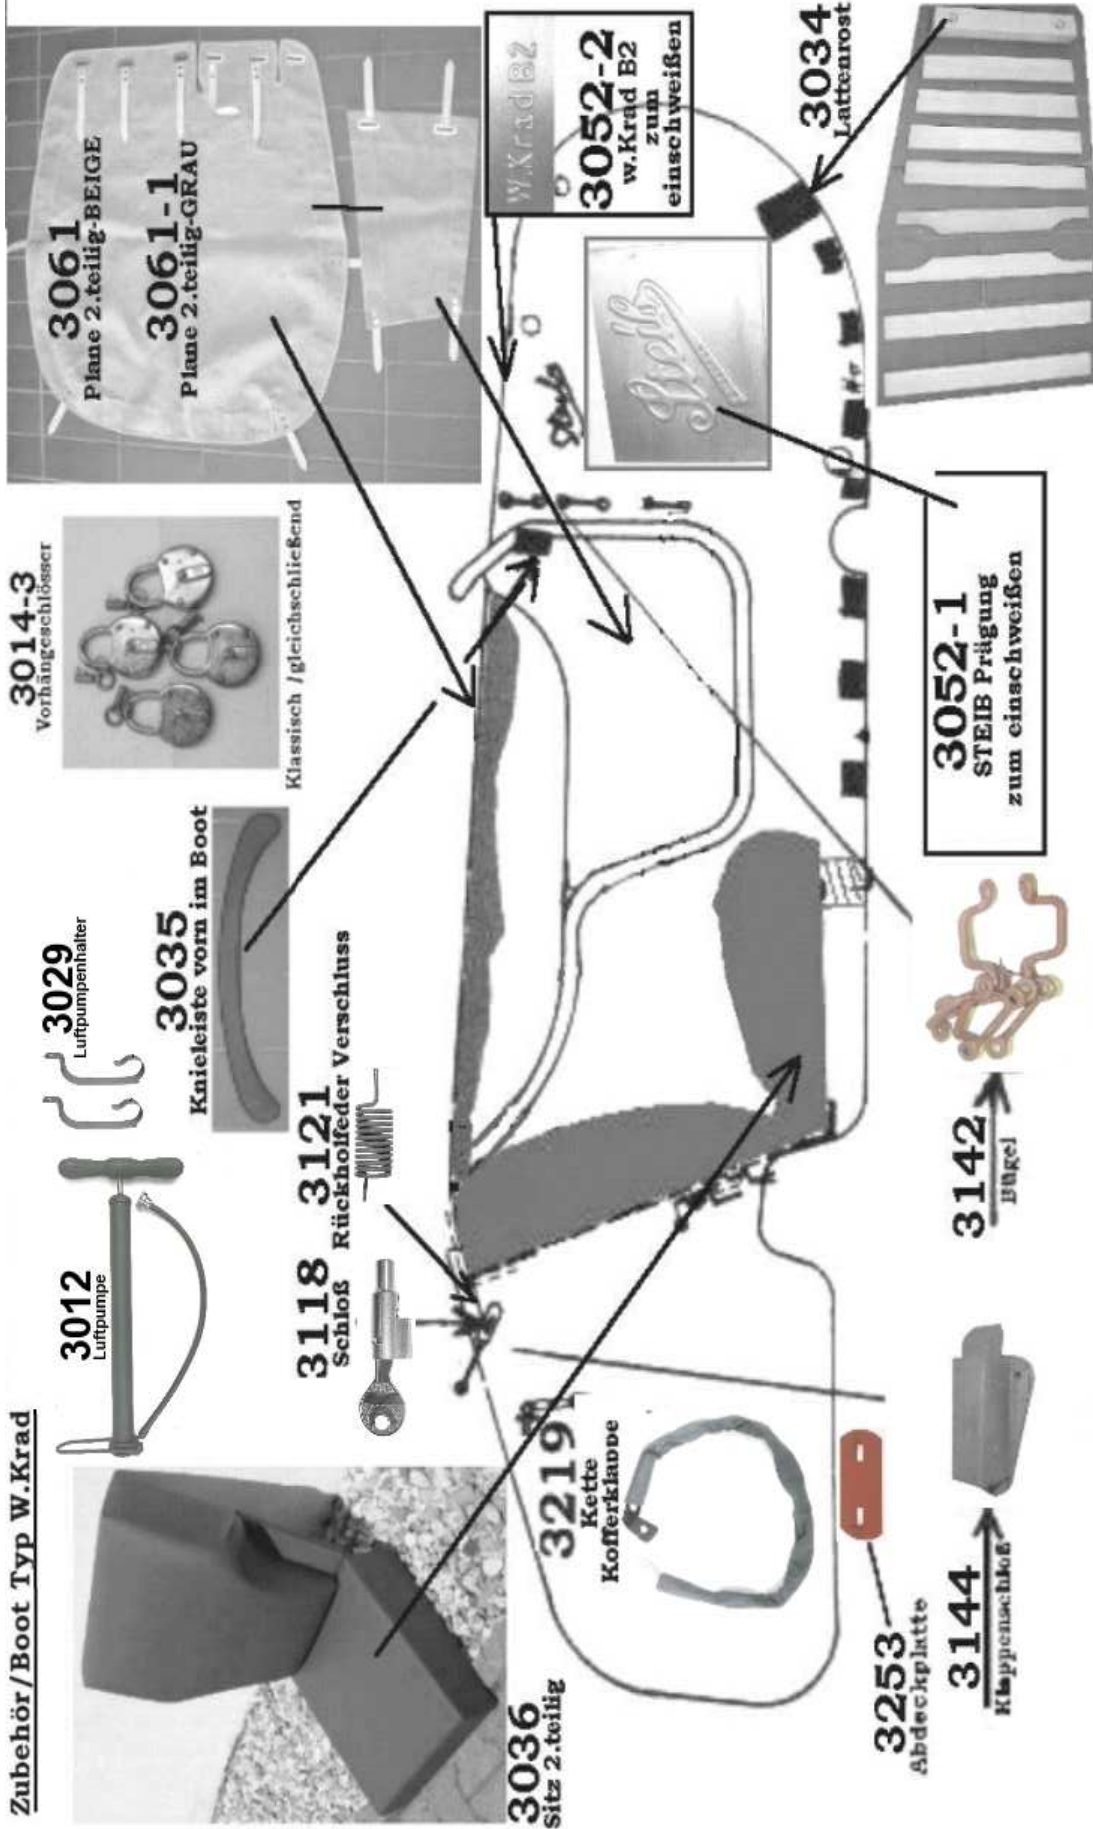 Zubehör/Boot Typ W.Krad
3012
Luftpumpe
3029
Luftpumpenhalter
3014-3
Vorhängeschlösser
Klassisch /gleichschließend
3061
Plane 2.teilig-BEIGE
3061-1
Plane 2.teilig-GRAU
3035
Knieleiste vorn im Boot
3118
Schloß
3121
Rückholfeder Verschluss
W.Krad B2
3052-2
w.Krad B2
zum
einschweißen
3034
Lattenrost
3036
Sitz 2.teilig
3219
Kette
Kofferklappe
Steib
Steib
3052-1
STEIB Prägung
zum einschweißen
3253
Abdeckplatte
3144
Klappenschloß
3142
Bügel